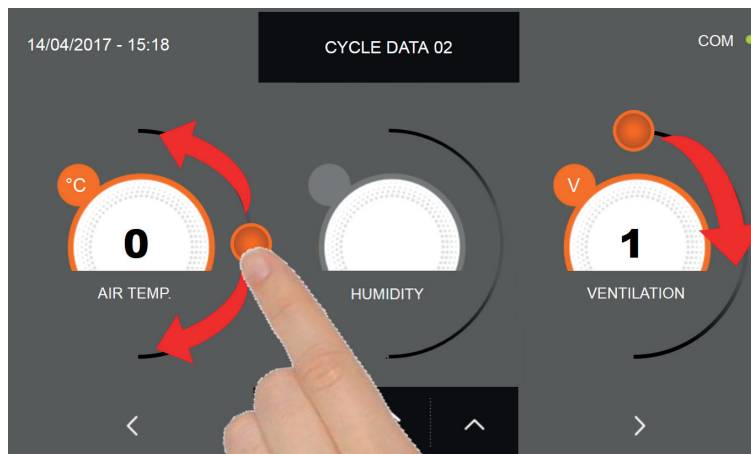 14/04/2017 - 15:18
CYCLE DATA 02
COM
°C
V
0
1
AIR TEMP.
HUMIDITY
VENTILATION